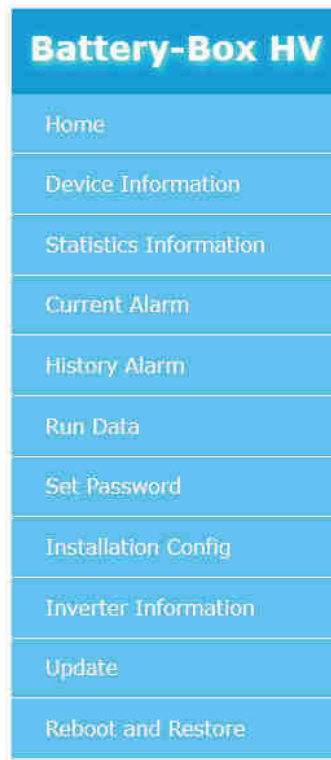 Battery-Box HV
Home
Device Information
Statistics Information
Current Alarm
History Alarm
Run Data
Set Password
Installation Config
Inverter Information
Update
Reboot and Restore